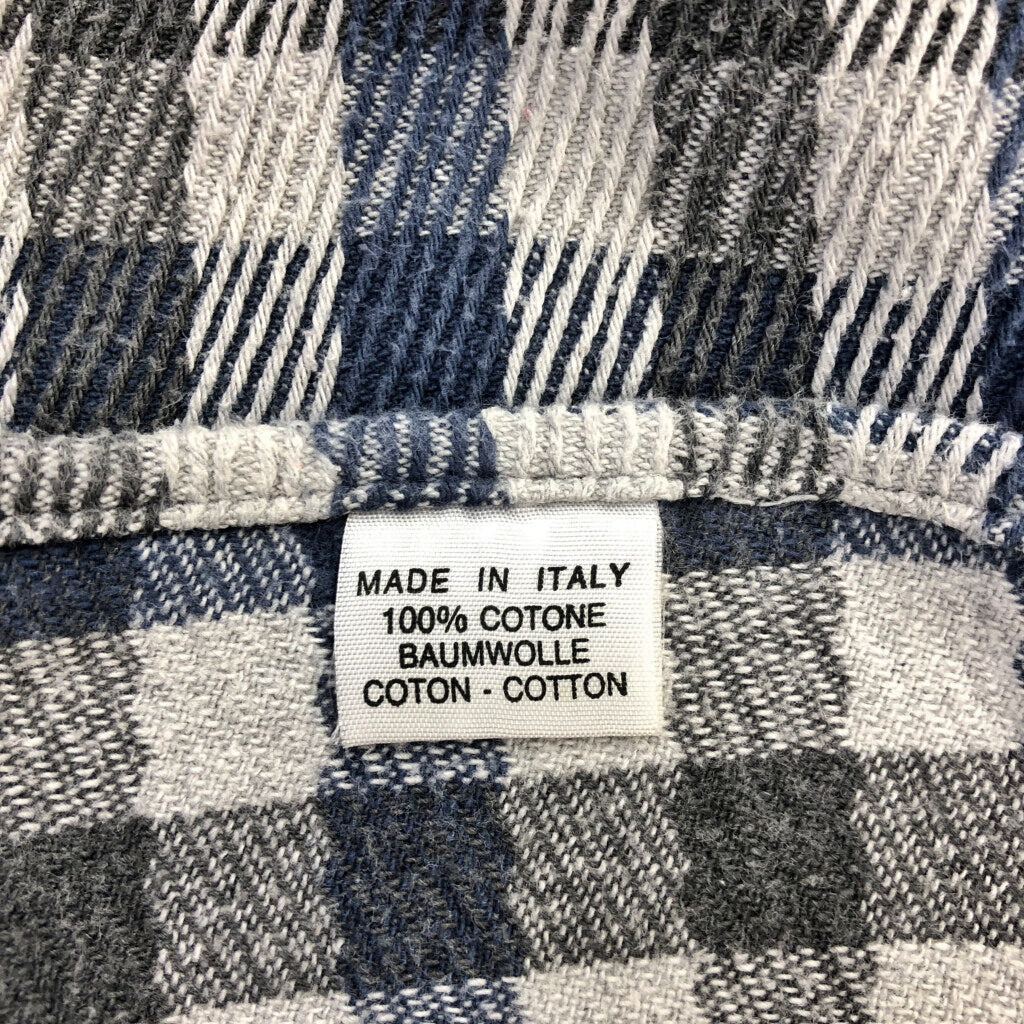 MADE IN ITALY
100% COTONE
BAUMWOLLE
COTON - COTTON